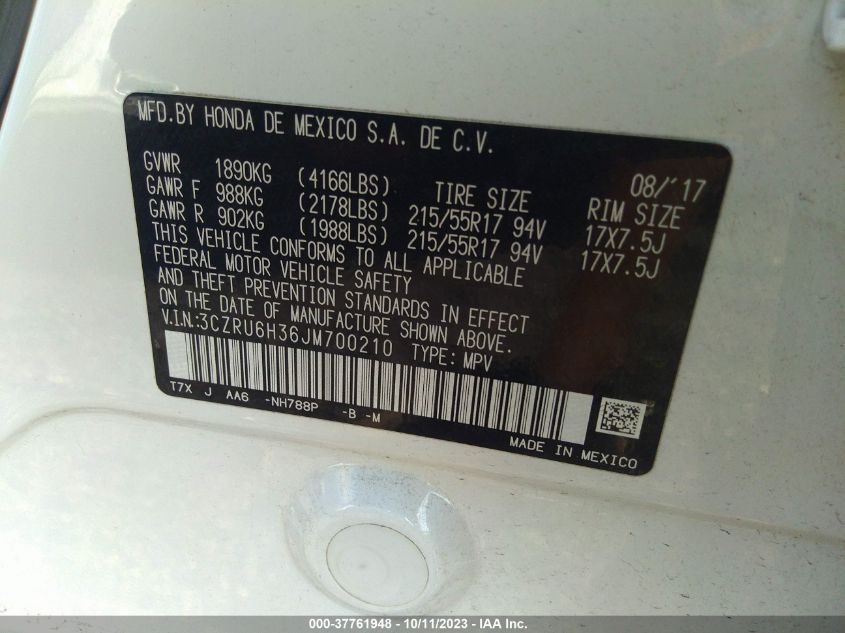 MFD.BY HONDA DE MEXICO S.A. DE C.V.
08/'17
GVWR 1890KG (4166LBS) TIRE SIZE RIM SIZE
GAWR F 988KG (2178LBS) 215/55R17 94V 17X7.5J
GAWR R 902KG (1988LBS) 215/55R17 94V 17X7.5J
THIS VEHICLE CONFORMS TO ALL APPLICABLE
FEDERAL MOTOR VEHICLE SAFETY
AND THEFT PREVENTION STANDARDS IN EFFECT
ON THE DATE OF MANUFACTURE SHOWN ABOVE.
V.I.N.:3CZRU6H36JM700210 TYPE: MPV
T7X J AA6 -NH788P -B -M
MADE IN MEXICO
000-37761948 - 10/11/2023 - IAA Inc.